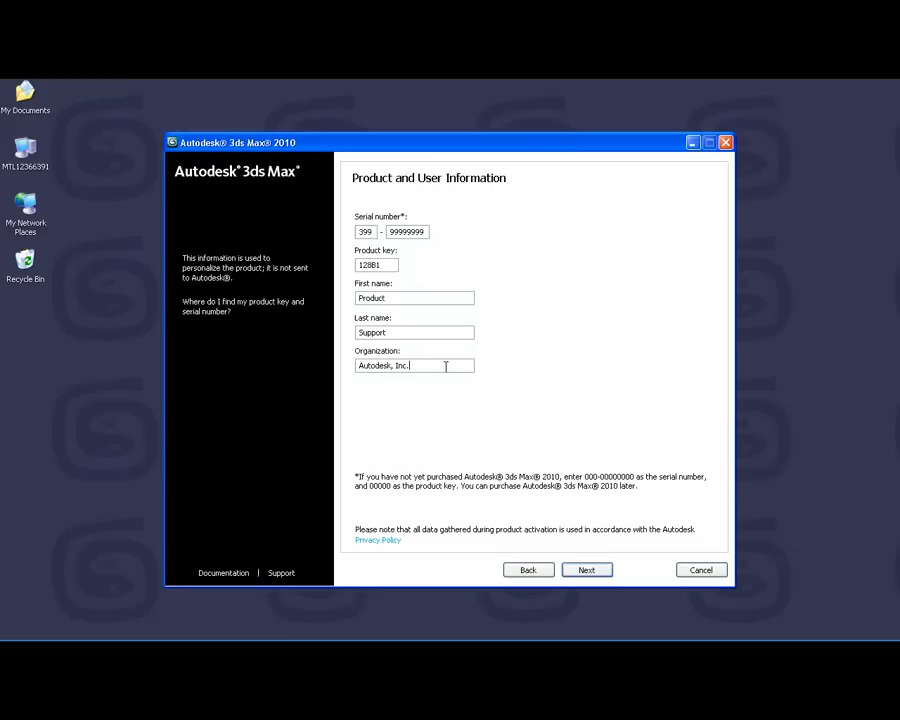 My Documents
MTL12366391
My Network
Places
Recycle Bin
Autodesk® 3ds Max® 2010
Autodesk® 3ds Max®
This information is used to
personalize the product; it is not sent
to Autodesk®.
Where do I find my product key and
serial number?
Documentation | Support
Product and User Information
Serial number*:
399 - 99999999
Product key:
128B1
First name:
Product
Last name:
Support
Organization:
Autodesk, Inc.
*If you have not yet purchased Autodesk® 3ds Max® 2010, enter 000-00000000 as the serial number,
and 00000 as the product key. You can purchase Autodesk® 3ds Max® 2010 later.
Please note that all data gathered during product activation is used in accordance with the Autodesk
Privacy Policy
Back Next Cancel